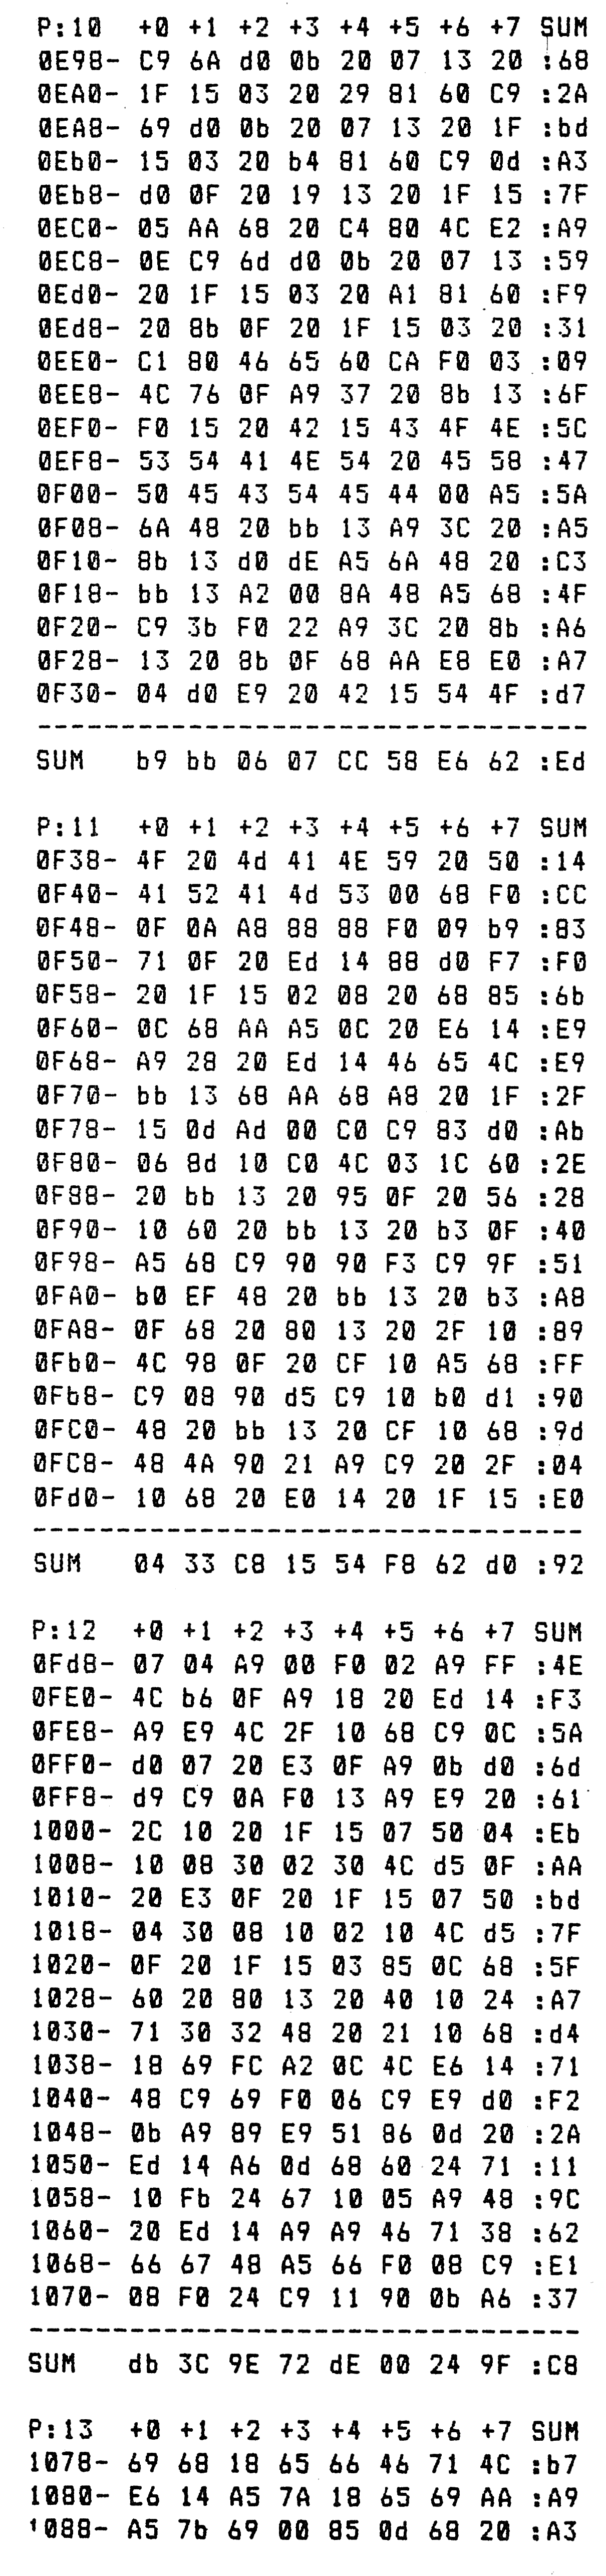 P:10 +0 +1 +2 +3 +4 +5 +6 +7 SUM
0E98- C9 6A d0 0b 20 07 13 20 :68
0EA0- 1F 15 03 20 29 81 60 C9 :2A
0EA8- 69 d0 0b 20 07 13 20 1F :bd
0Eb0- 15 03 20 b4 81 60 C9 0d :A3
0Eb8- d0 0F 20 19 13 20 1F 15 :7F
0EC0- 05 AA 68 20 C4 80 4C E2 :A9
0EC8- 0E C9 6d d0 0b 20 07 13 :59
0Ed0- 20 1F 15 03 20 A1 81 60 :F9
0Ed8- 20 8b 0F 20 1F 15 03 20 :31
0EE0- C1 80 46 65 60 CA F0 03 :09
0EE8- 4C 76 0F A9 37 20 8b 13 :6F
0EF0- F0 15 20 42 15 43 4F 4E :5C
0EF8- 53 54 41 4E 54 20 45 58 :47
0F00- 50 45 43 54 45 44 00 A5 :5A
0F08- 6A 48 20 bb 13 A9 3C 20 :A5
0F10- 8b 13 d0 dE A5 6A 48 20 :C3
0F18- bb 13 A2 00 8A 48 A5 68 :4F
0F20- C9 3b F0 22 A9 3C 20 8b :A6
0F28- 13 20 8b 0F 68 AA E8 E0 :A7
0F30- 04 d0 E9 20 42 15 54 4F :d7
---------------------------------
SUM b9 bb 06 07 CC 58 E6 62 :Ed
P:11 +0 +1 +2 +3 +4 +5 +6 +7 SUM
0F38- 4F 20 4d 41 4E 59 20 50 :14
0F40- 41 52 41 4d 53 00 68 F0 :CC
0F48- 0F 0A A8 88 88 F0 09 b9 :83
0F50- 71 0F 20 Ed 14 88 d0 F7 :F0
0F58- 20 1F 15 02 08 20 68 85 :6b
0F60- 0C 68 AA A5 0C 20 E6 14 :E9
0F68- A9 28 20 Ed 14 46 65 4C :E9
0F70- bb 13 68 AA 68 A8 20 1F :2F
0F78- 15 0d Ad 00 C0 C9 83 d0 :Ab
0F80- 06 8d 10 C0 4C 03 1C 60 :2E
0F88- 20 bb 13 20 95 0F 20 56 :28
0F90- 10 60 20 bb 13 20 b3 0F :40
0F98- A5 68 C9 90 90 F3 C9 9F :51
0FA0- b0 EF 48 20 bb 13 20 b3 :A8
0FA8- 0F 68 20 80 13 20 2F 10 :89
0Fb0- 4C 98 0F 20 CF 10 A5 68 :FF
0Fb8- C9 08 90 d5 C9 10 b0 d1 :90
0FC0- 48 20 bb 13 20 CF 10 68 :9d
0FC8- 48 4A 90 21 A9 C9 20 2F :04
0Fd0- 10 68 20 E0 14 20 1F 15 :E0
---------------------------------
SUM 04 33 C8 15 54 F8 62 d0 :92
P:12 +0 +1 +2 +3 +4 +5 +6 +7 SUM
0Fd8- 07 04 A9 00 F0 02 A9 FF :4E
0FE0- 4C b6 0F A9 18 20 Ed 14 :F3
0FE8- A9 E9 4C 2F 10 68 C9 0C :5A
0FF0- d0 07 20 E3 0F A9 0b d0 :6d
0FF8- d9 C9 0A F0 13 A9 E9 20 :61
1000- 2C 10 20 1F 15 07 50 04 :Eb
1008- 10 08 30 02 30 4C d5 0F :AA
1010- 20 E3 0F 20 1F 15 07 50 :bd
1018- 04 30 08 10 02 10 4C d5 :7F
1020- 0F 20 1F 15 03 85 0C 68 :5F
1028- 60 20 80 13 20 40 10 24 :A7
1030- 71 30 32 48 20 21 10 68 :d4
1038- 18 69 FC A2 0C 4C E6 14 :71
1040- 48 C9 69 F0 06 C9 E9 d0 :F2
1048- 0b A9 89 E9 51 86 0d 20 :2A
1050- Ed 14 A6 0d 68 60 24 71 :11
1058- 10 Fb 24 67 10 05 A9 48 :9C
1060- 20 Ed 14 A9 A9 46 71 38 :62
1068- 66 67 48 A5 66 F0 08 C9 :E1
1070- 08 F0 24 C9 11 90 0b A6 :37
---------------------------------
SUM db 3C 9E 72 dE 00 24 9F :C8
P:13 +0 +1 +2 +3 +4 +5 +6 +7 SUM
1078- 69 68 18 65 66 46 71 4C :b7
1080- E6 14 A5 7A 18 65 69 AA :A9
1088- A5 7b 69 00 85 0d 68 20 :A3